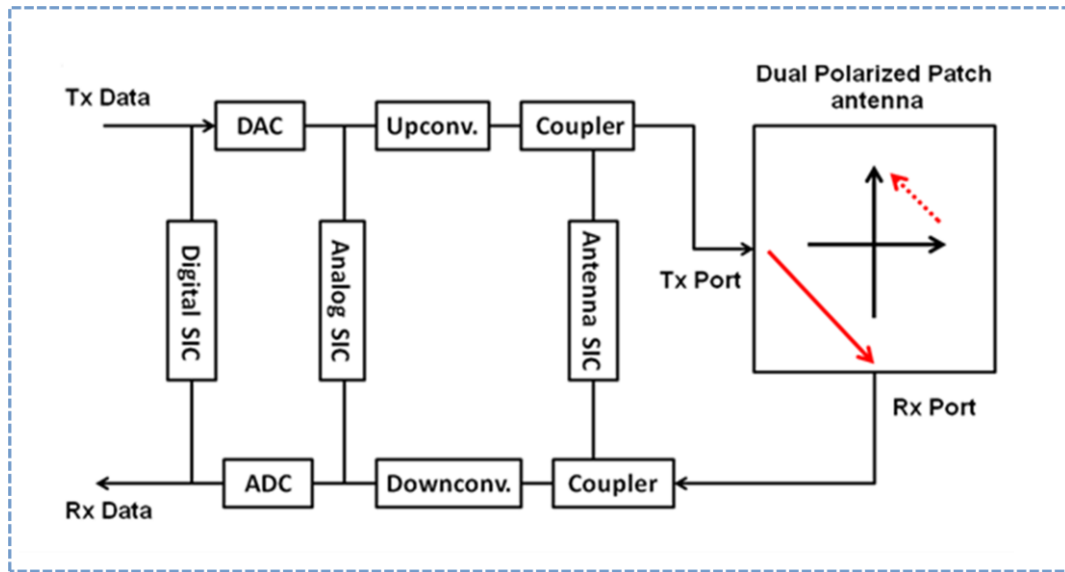 Dual Polarized Patch
antenna
Tx Data
DAC
Upconv.
Coupler
Digital SIC
Analog SIC
Antenna SIC
Tx Port
Rx Port
ADC
Downconv.
Coupler
Rx Data